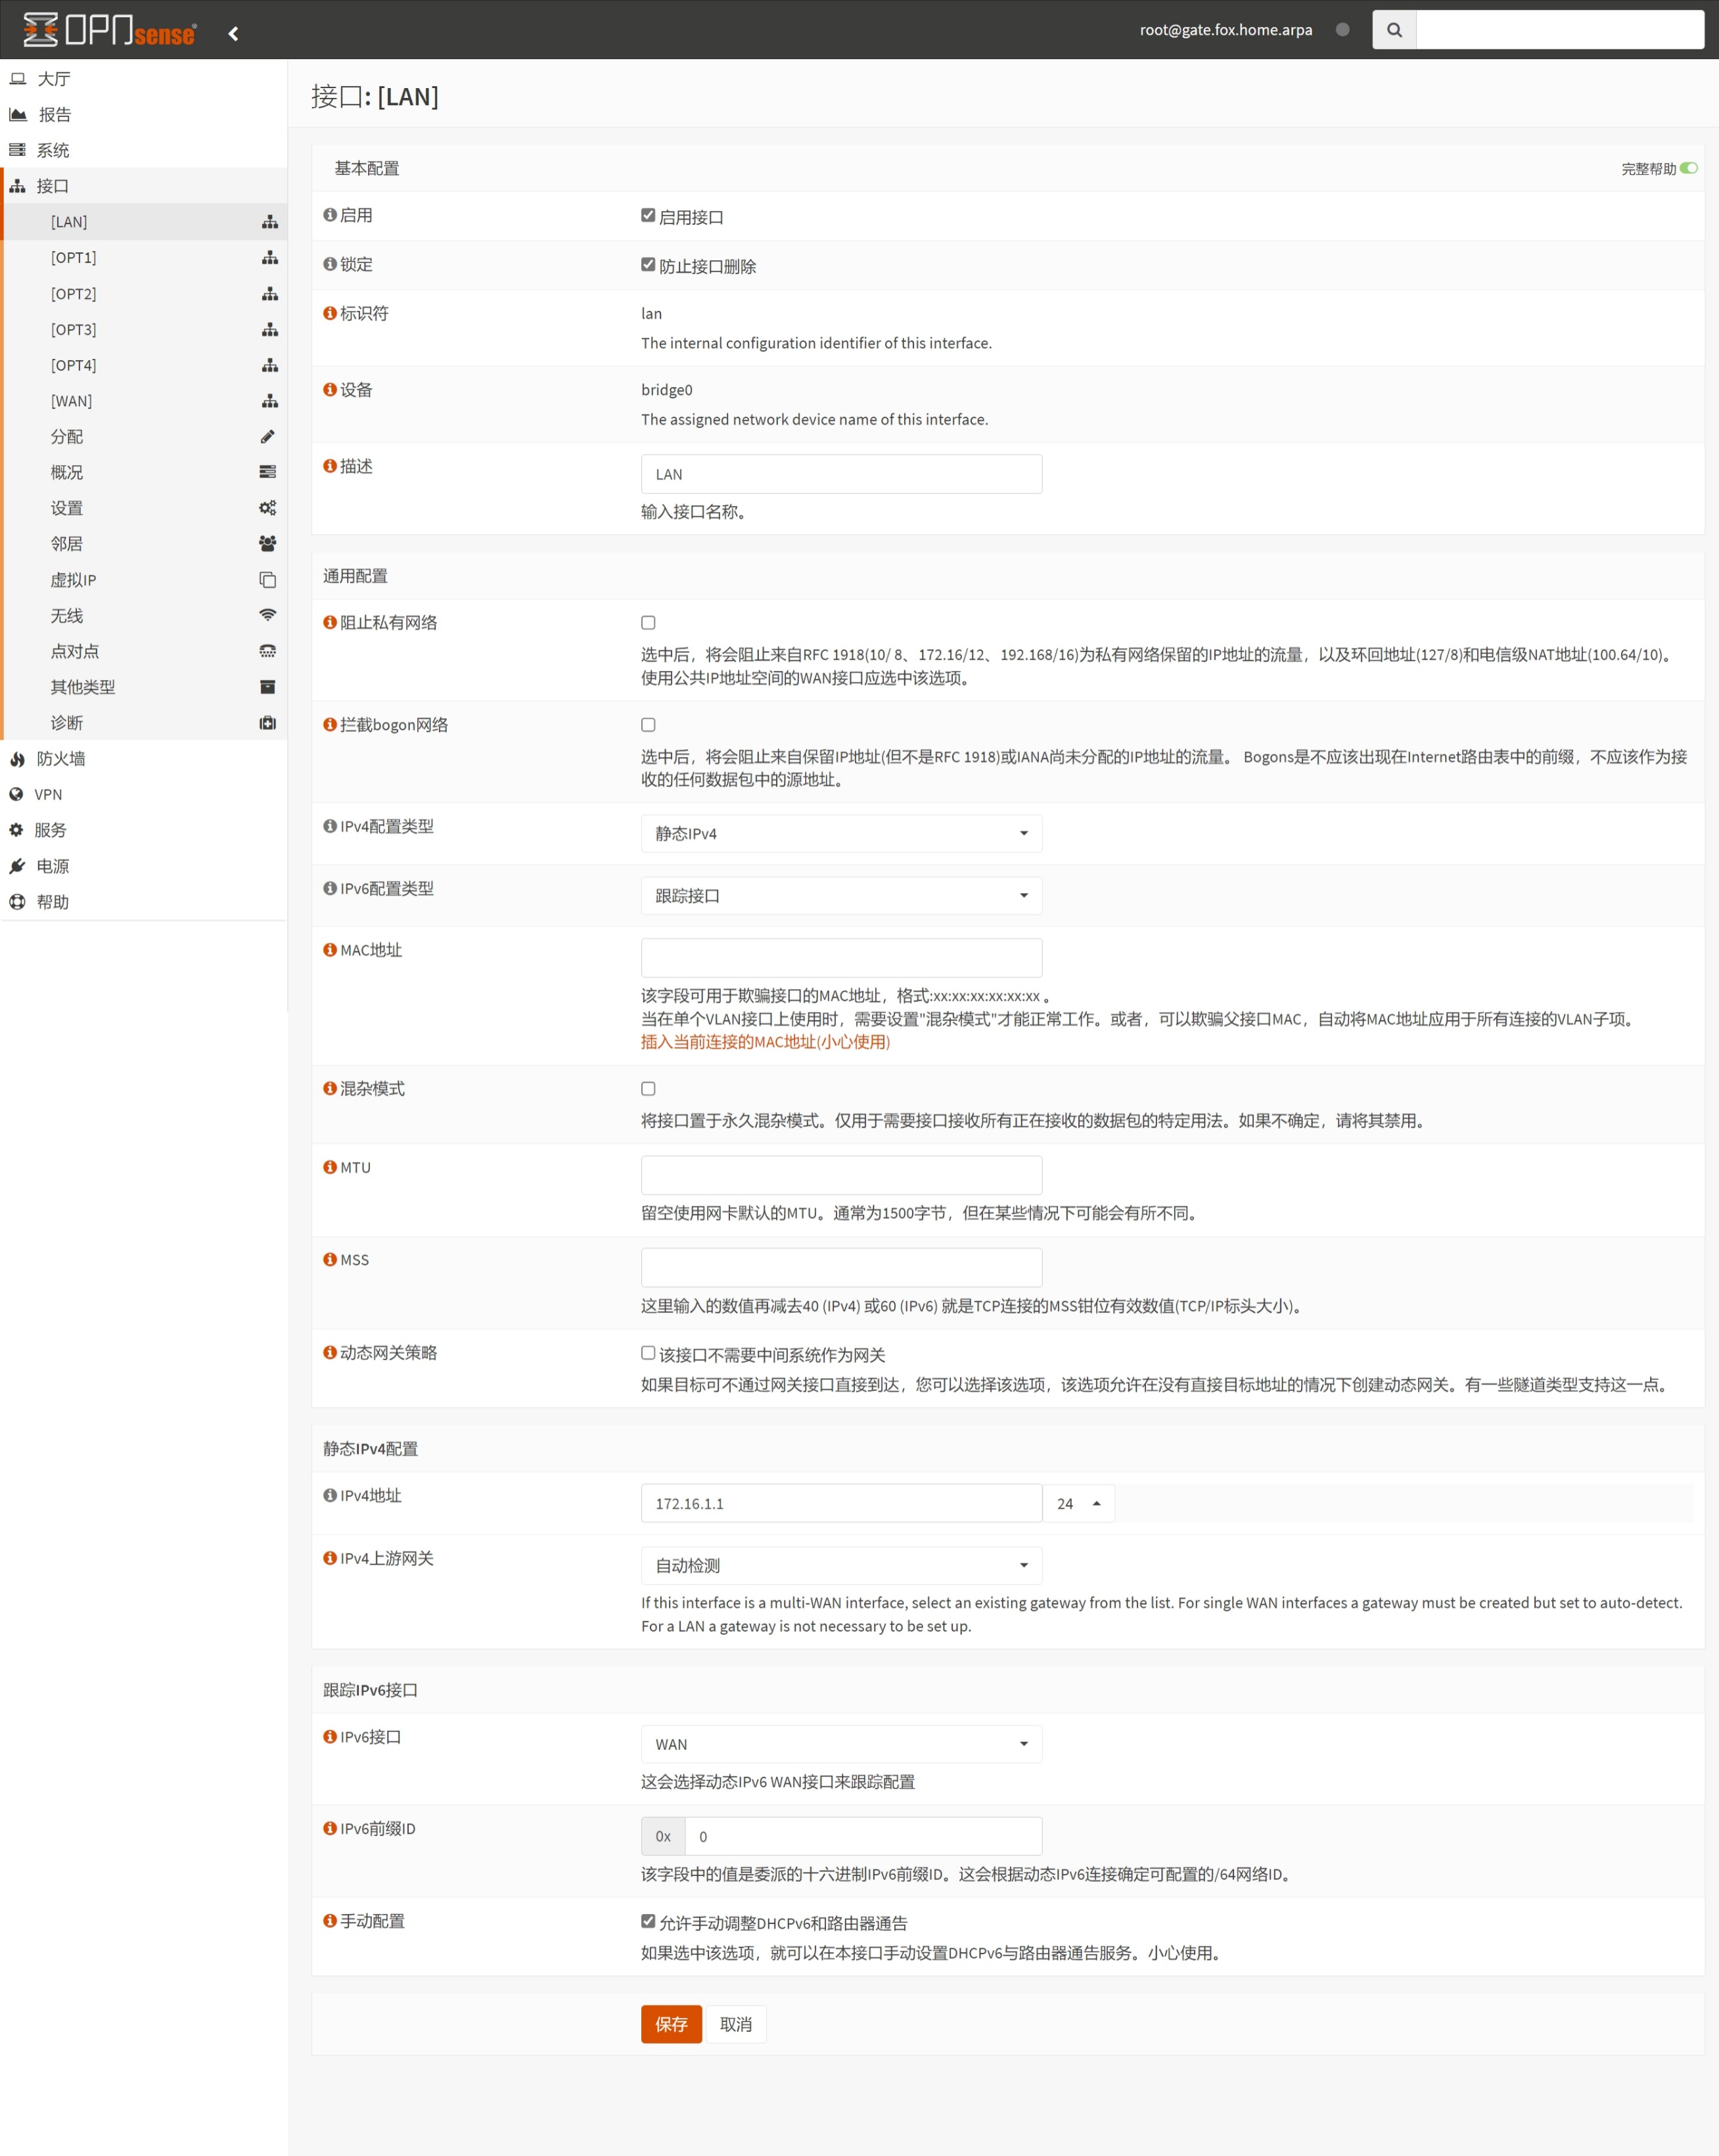 OPNsense®
root@gate.fox.home.arpa
大厅
报告
系统
接口
[LAN]
[OPT1]
[OPT2]
[OPT3]
[OPT4]
[WAN]
分配
概况
设置
邻居
虚拟IP
无线
点对点
其他类型
诊断
防火墙
VPN
服务
电源
帮助
接口: [LAN]
基本配置
完整帮助
启用
启用接口
锁定
防止接口删除
标识符
lan
The internal configuration identifier of this interface.
设备
bridge0
The assigned network device name of this interface.
描述
LAN
输入接口名称。
通用配置
阻止私有网络
选中后，将会阻止来自RFC 1918(10/ 8、172.16/12、192.168/16)为私有网络保留的IP地址的流量，以及环回地址(127/8)和电信级NAT地址(100.64/10)。
使用公共IP地址空间的WAN接口应选中该选项。
拦截bogon网络
选中后，将会阻止来自保留IP地址(但不是RFC 1918)或IANA尚未分配的IP地址的流量。 Bogons是不应该出现在Internet路由表中的前缀，不应该作为接
收的任何数据包中的源地址。
IPv4配置类型
静态IPv4
IPv6配置类型
跟踪接口
MAC地址
该字段可用于欺骗接口的MAC地址，格式:xx:xx:xx:xx:xx:xx 。
当在单个VLAN接口上使用时，需要设置"混杂模式"才能正常工作。或者，可以欺骗父接口MAC，自动将MAC地址应用于所有连接的VLAN子项。
插入当前连接的MAC地址(小心使用)
混杂模式
将接口置于永久混杂模式。仅用于需要接口接收所有正在接收的数据包的特定用法。如果不确定，请将其禁用。
MTU
留空使用网卡默认的MTU。通常为1500字节，但在某些情况下可能会有所不同。
MSS
这里输入的数值再减去40 (IPv4) 或60 (IPv6) 就是TCP连接的MSS钳位有效数值(TCP/IP标头大小)。
动态网关策略
该接口不需要中间系统作为网关
如果目标可不通过网关接口直接到达，您可以选择该选项，该选项允许在没有直接目标地址的情况下创建动态网关。有一些隧道类型支持这一点。
静态IPv4配置
IPv4地址
172.16.1.1
24
IPv4上游网关
自动检测
If this interface is a multi-WAN interface, select an existing gateway from the list. For single WAN interfaces a gateway must be created but set to auto-detect.
For a LAN a gateway is not necessary to be set up.
跟踪IPv6接口
IPv6接口
WAN
这会选择动态IPv6 WAN接口来跟踪配置
IPv6前缀ID
0x
0
该字段中的值是委派的十六进制IPv6前缀ID。这会根据动态IPv6连接确定可配置的/64网络ID。
手动配置
允许手动调整DHCPv6和路由器通告
如果选中该选项，就可以在本接口手动设置DHCPv6与路由器通告服务。小心使用。
保存
取消